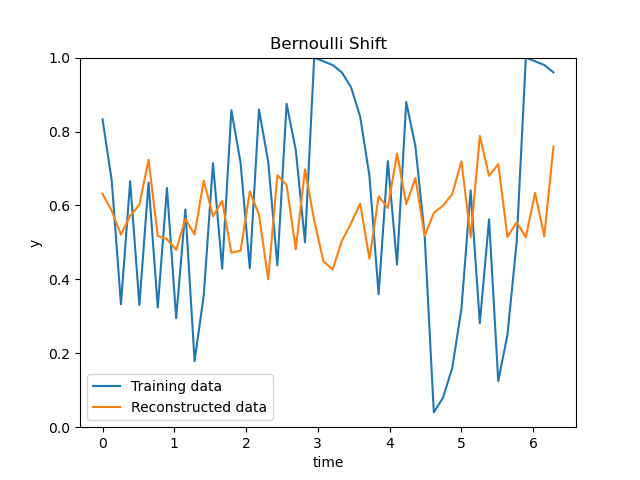 Bernoulli Shift
1.0
0.8
0.6
0.4
0.2
0.0
y
Training data
Reconstructed data
0 1 2 3 4 5 6
time